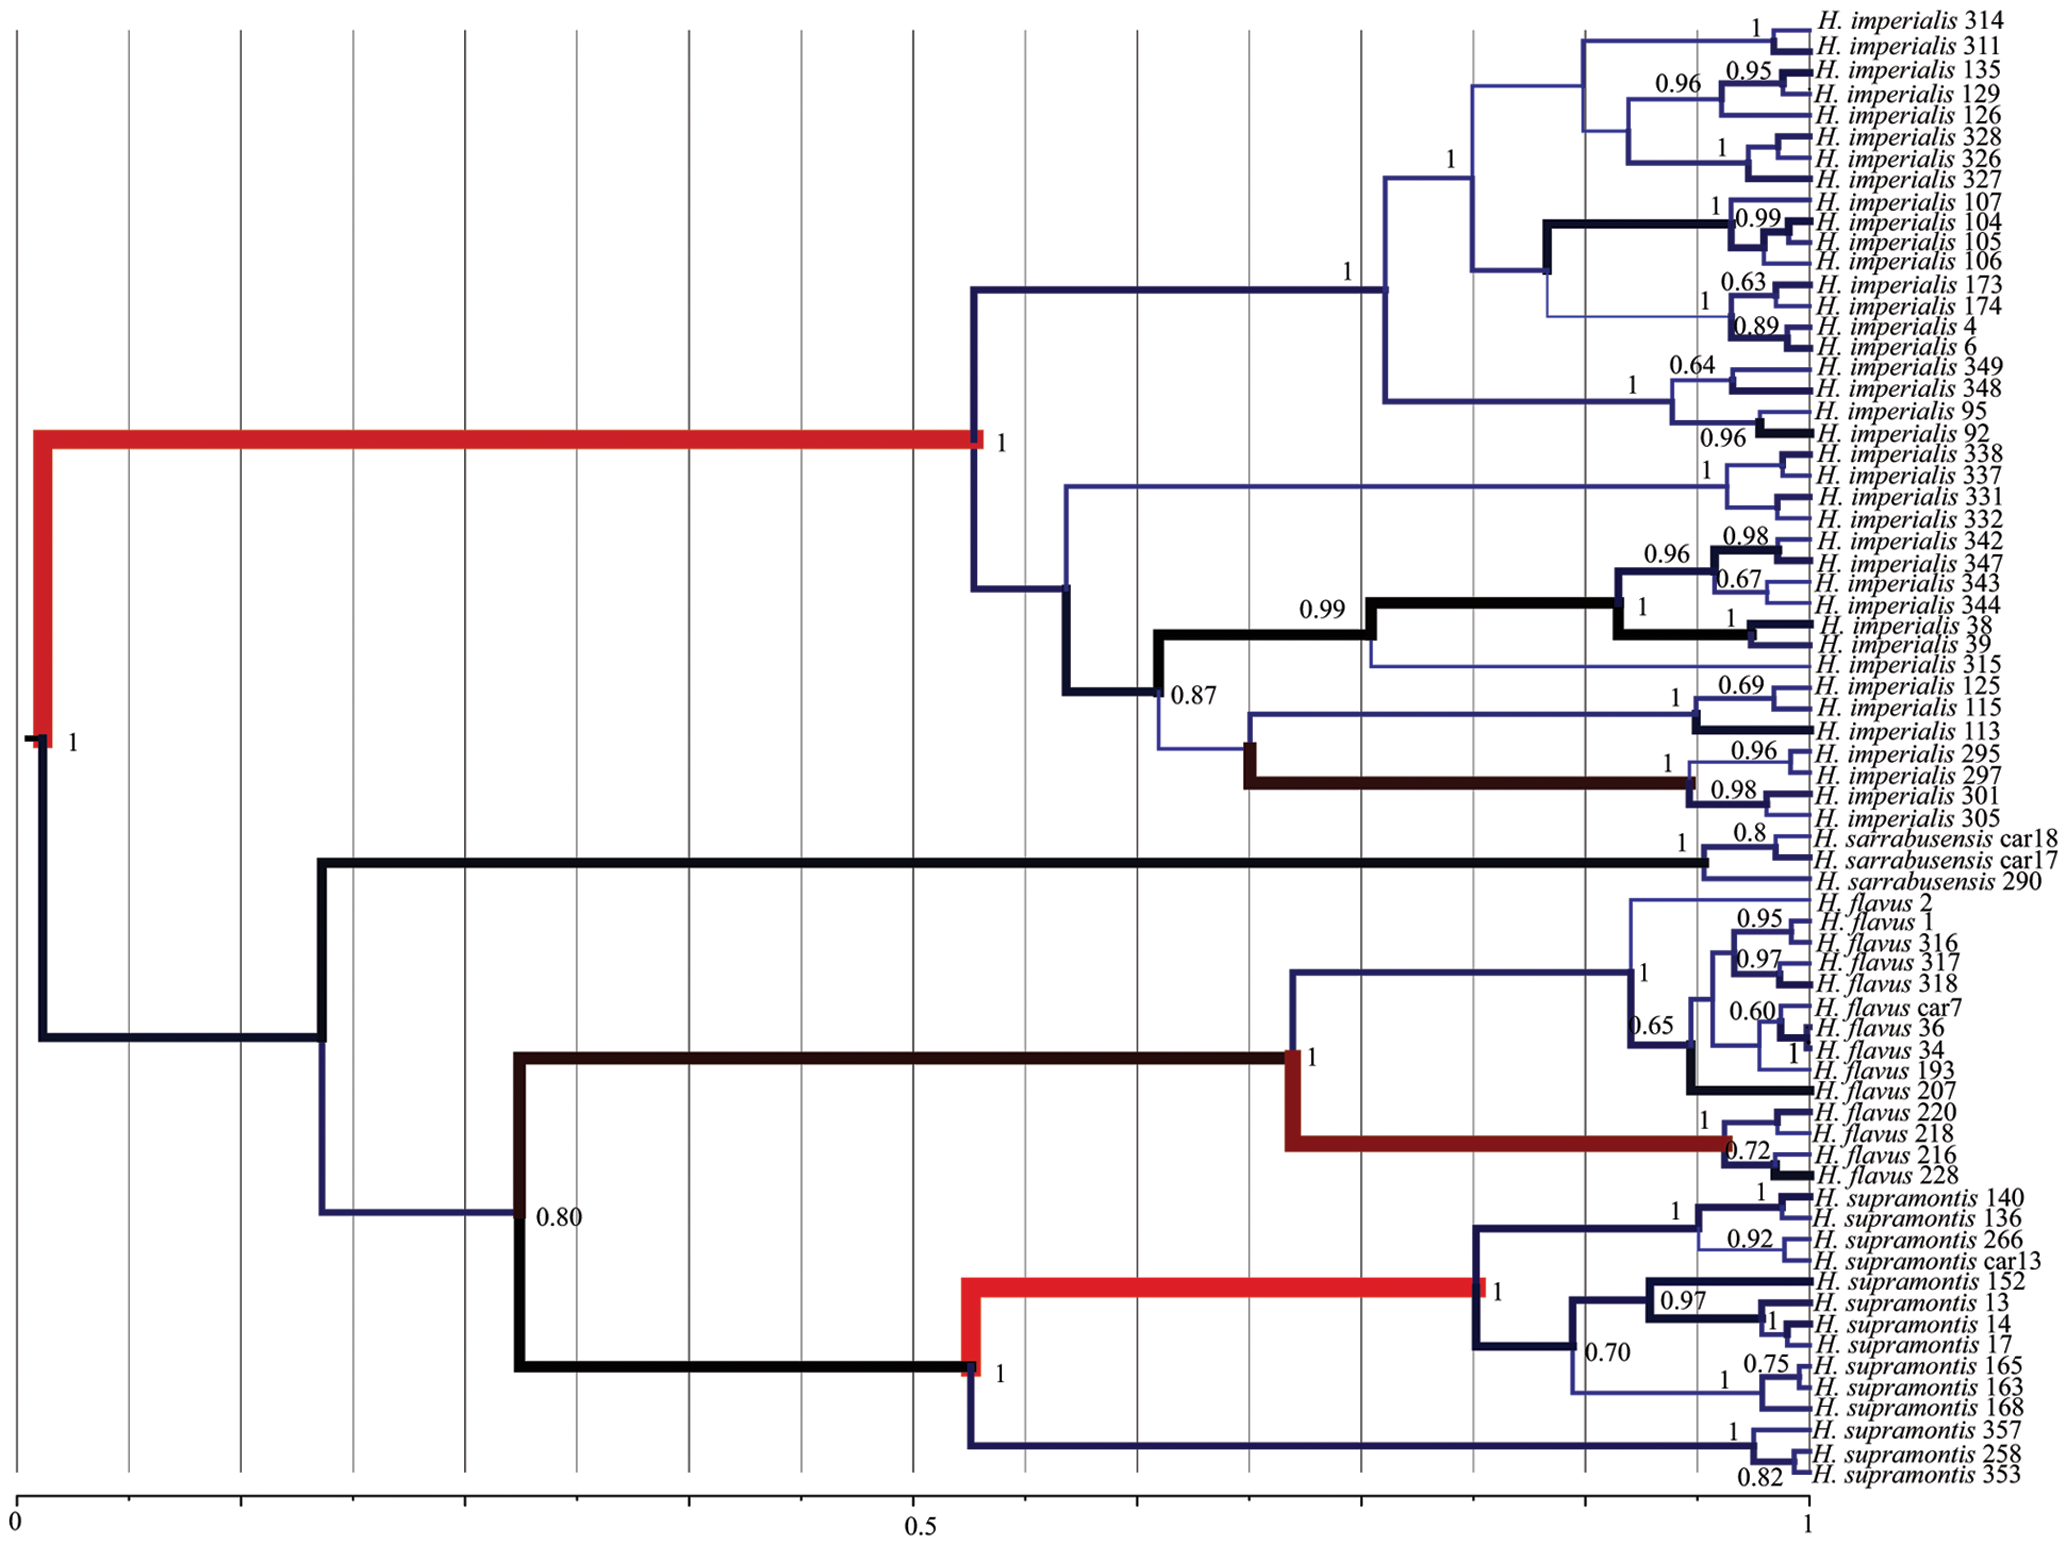 H. imperialis 314
1
H. imperialis 311
H. imperialis 135
0.95
0.96
H. imperialis 129
H. imperialis 126
H. imperialis 328
1
H. imperialis 326
1
H. imperialis 327
H. imperialis 107
1
0.99
H. imperialis 104
H. imperialis 105
H. imperialis 106
1
H. imperialis 173
0.63
1
H. imperialis 174
H. imperialis 4
0.89
H. imperialis 6
H. imperialis 349
0.64
1
H. imperialis 348
H. imperialis 95
H. imperialis 92
0.96
1
H. imperialis 338
1
H. imperialis 337
H. imperialis 331
H. imperialis 332
H. imperialis 342
0.98
0.96
H. imperialis 347
0.67
H. imperialis 343
H. imperialis 344
0.99
1
1
H. imperialis 38
H. imperialis 39
H. imperialis 315
H. imperialis 125
0.69
0.87
1
H. imperialis 115
H. imperialis 113
1
H. imperialis 295
0.96
1
H. imperialis 297
0.98
H. imperialis 301
H. imperialis 305
0.8
H. sarrabusensis car18
1
H. sarrabusensis car17
H. sarrabusensis 290
H. flavus 2
0.95
H. flavus 1
H. flavus 316
0.97
H. flavus 317
1
H. flavus 318
H. flavus car7
0.60
0.65
H. flavus 36
1
H. flavus 34
1
H. flavus 193
H. flavus 207
H. flavus 220
1
H. flavus 218
0.72
H. flavus 216
H. flavus 228
1
H. supramontis 140
0.80
1
H. supramontis 136
0.92
H. supramontis 266
H. supramontis car13
H. supramontis 152
1
0.97
H. supramontis 13
1
H. supramontis 14
H. supramontis 17
0.70
0.75
H. supramontis 165
1
1
H. supramontis 163
H. supramontis 168
1
H. supramontis 357
H. supramontis 258
0.82
H. supramontis 353
0
0.5
1